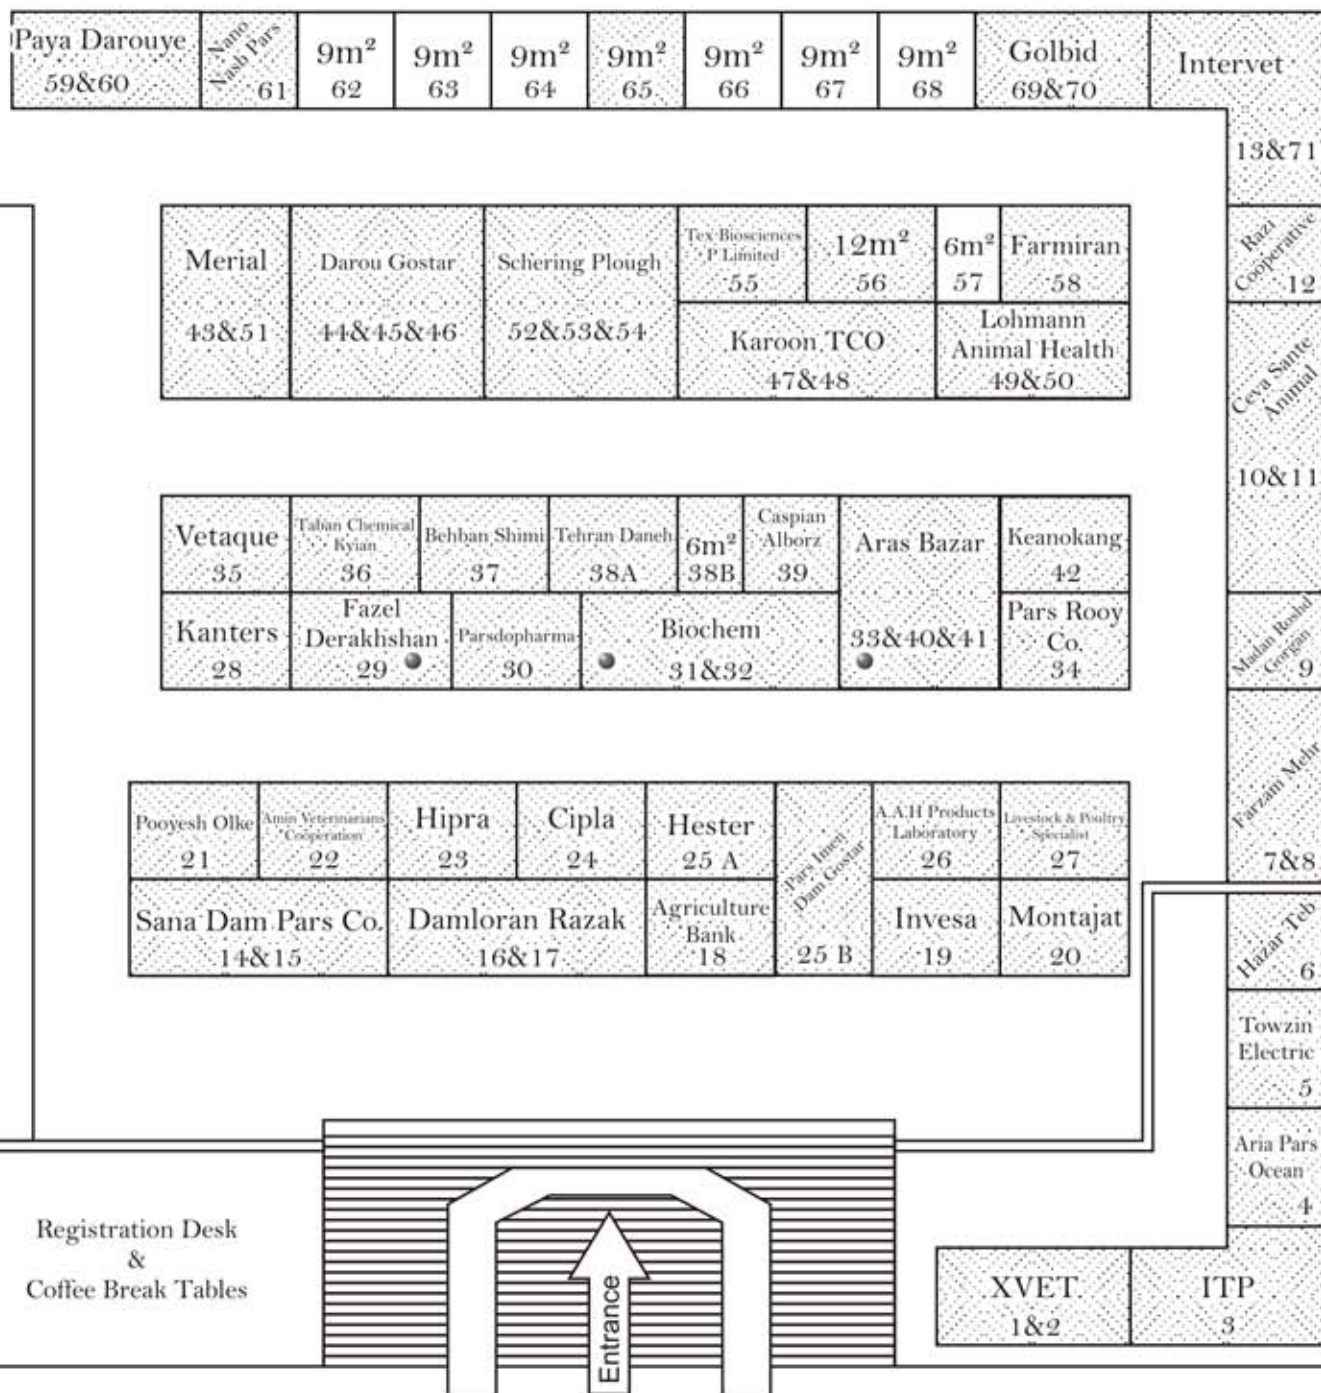 Paya Darouye
59&60
Nano
Nasb Pars
61
9m²
62
9m²
63
9m²
64
9m²
65
9m²
66
9m²
67
9m²
68
Golbid
69&70
Intervet
13&71
Merial
43&51
Darou Gostar
44&45&46
Schering Plough
52&53&54
Tex Biosciences
P Limited
55
12m²
56
6m²
57
Farmiran
58
Karoon TCO
47&48
Lohmann
Animal Health
49&50
Razi
Cooperative
12
Ceva Sante
Animal
10&11
Vetaque
35
Taban Chemical
Kyian
36
Behban Shimi
37
Tehran Daneh
38A
6m²
38B
Caspian
Alborz
39
Aras Bazar
33&40&41
Keanokang
42
Kanters
28
Fazel
Derakhshan
29
Parsdopharma
30
Biochem
31&32
Pars Rooy
Co.
34
Madan Roshd
Gorgan
9
Farzam Mehr
7&8
Pooyesh Olke
21
Amin Veterinarians
Cooperation
22
Hipra
23
Cipla
24
Hester
25 A
Pars Imen
Dam Gostar
25 B
A.A.H Products
Laboratory
26
Livestock & Poultry
Specialist
27
Sana Dam Pars Co.
14&15
Damloran Razak
16&17
Agriculture
Bank
18
Invesa
19
Montajat
20
Hazar Teb
6
Towzin
Electric
5
Aria Pars
Ocean
4
Registration Desk
&
Coffee Break Tables
Entrance
XVET
1&2
ITP
3